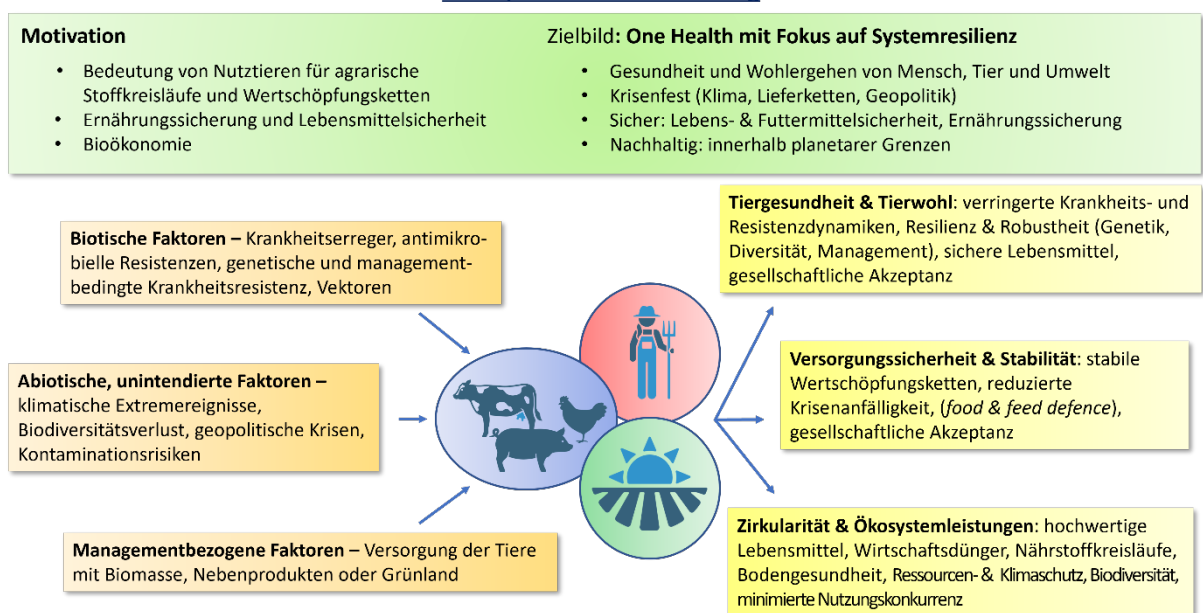 Motivation
• Bedeutung von Nutztieren für agrarische
Stoffkreisläufe und Wertschöpfungsketten
• Ernährungssicherung und Lebensmittelsicherheit
• Bioökonomie
Zielbild: One Health mit Fokus auf Systemresilienz
• Gesundheit und Wohlergehen von Mensch, Tier und Umwelt
• Krisenfest (Klima, Lieferketten, Geopolitik)
• Sicher: Lebens- & Futtermittelsicherheit, Ernährungssicherung
• Nachhaltig: innerhalb planetarer Grenzen
Biotische Faktoren – Krankheitserreger, antimikro-
bielle Resistenzen, genetische und management-
bedingte Krankheitsresistenz, Vektoren
Abiotische, unintendierte Faktoren –
klimatische Extremereignisse,
Biodiversitätsverlust, geopolitische Krisen,
Kontaminationsrisiken
Managementbezogene Faktoren – Versorgung der Tiere
mit Biomasse, Nebenprodukten oder Grünland
Tiergesundheit & Tierwohl: verringerte Krankheits- und
Resistenzdynamiken, Resilienz & Robustheit (Genetik,
Diversität, Management), sichere Lebensmittel,
gesellschaftliche Akzeptanz
Versorgungssicherheit & Stabilität: stabile
Wertschöpfungsketten, reduzierte
Krisenanfälligkeit, (food & feed defence),
gesellschaftliche Akzeptanz
Zirkularität & Ökosystemleistungen: hochwertige
Lebensmittel, Wirtschaftsdünger, Nährstoffkreisläufe,
Bodengesundheit, Ressourcen- & Klimaschutz, Biodiversität,
minimierte Nutzungskonkurrenz